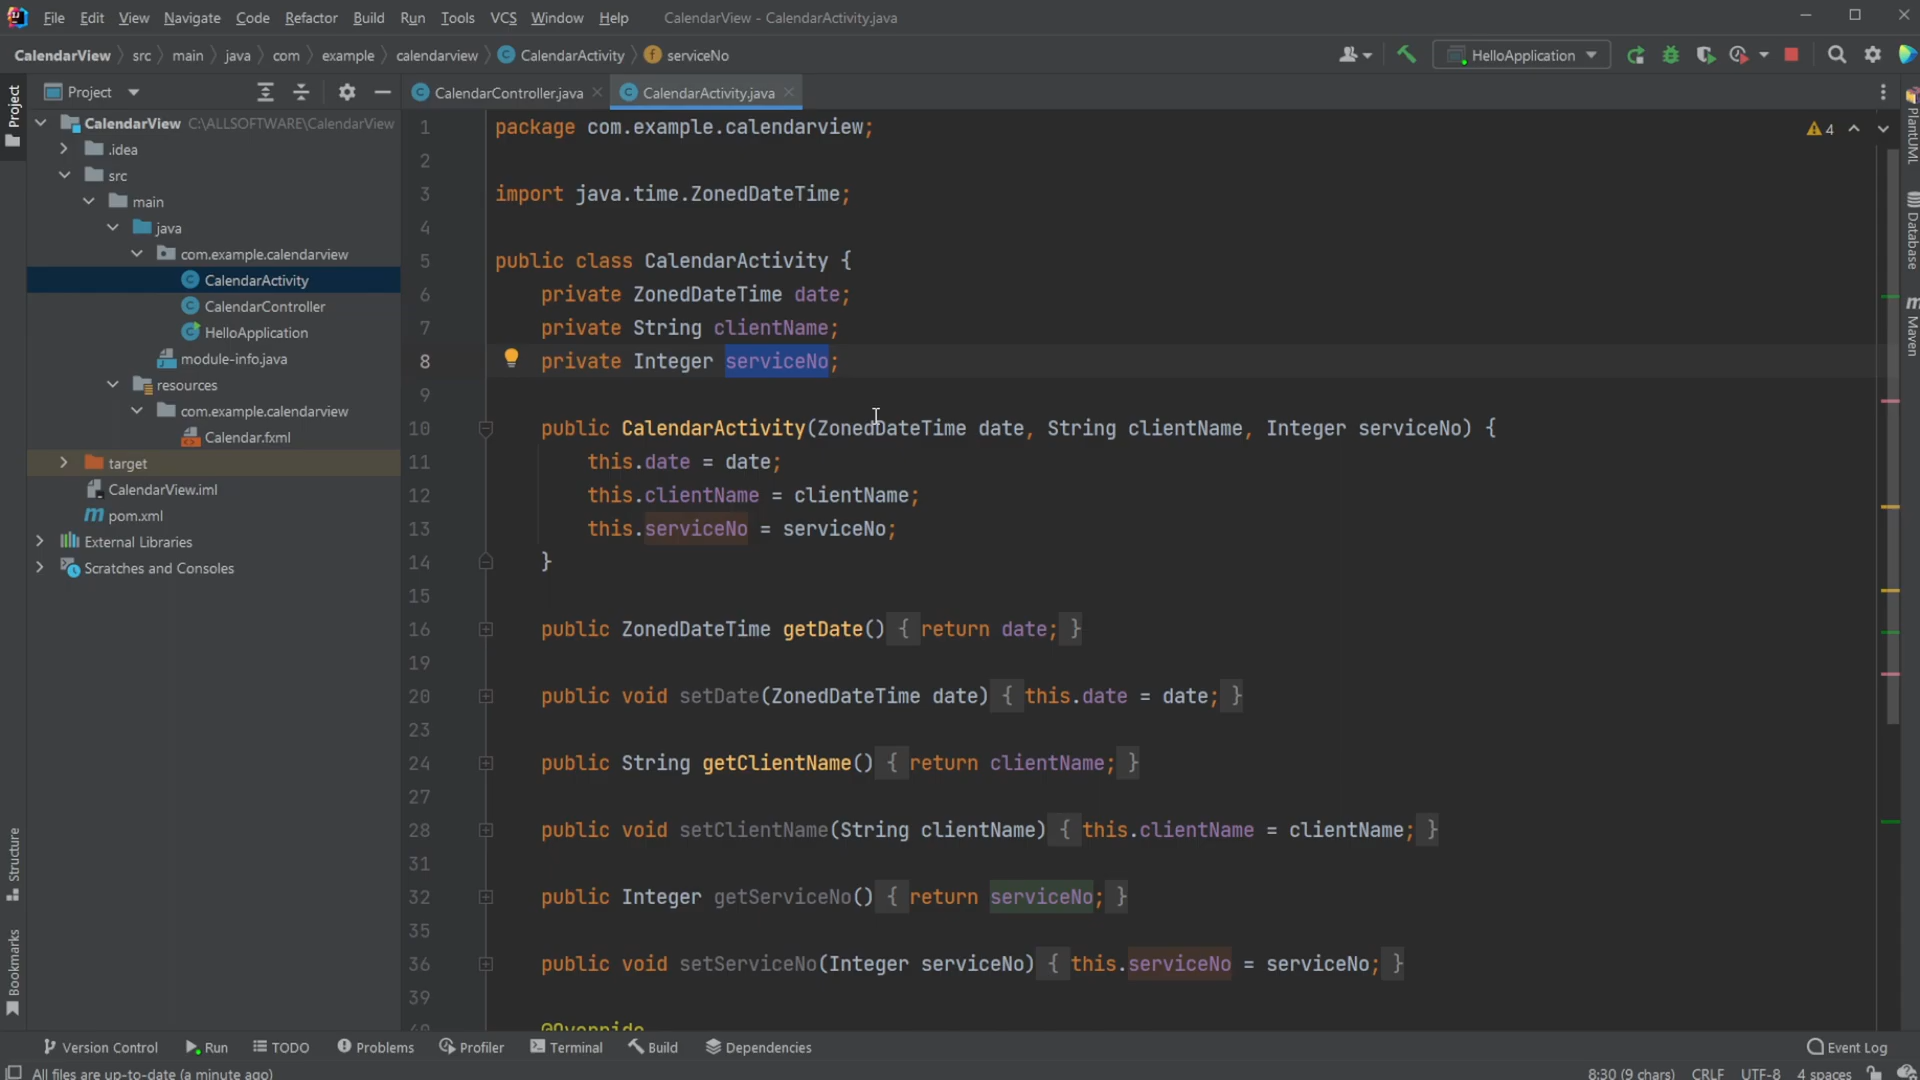 File Edit View Navigate Code Refactor Build Run Tools VCS Window Help CalendarView - CalendarActivity.java
CalendarView src main java com example calendarview CalendarActivity serviceNo HelloApplication
Project
Project
CalendarController.java
CalendarActivity.java
CalendarView C:\ALLSOFTWARE\CalendarView
.idea
src
main
java
com.example.calendarview
CalendarActivity
CalendarController
HelloApplication
module-info.java
resources
com.example.calendarview
Calendar.fxml
target
CalendarView.iml
pom.xml
External Libraries
Scratches and Consoles
Structure
Bookmarks
1 package com.example.calendarview;
2
3 import java.time.ZonedDateTime;
4
5 public class CalendarActivity {
6 private ZonedDateTime date;
7 private String clientName;
8 private Integer serviceNo;
9
10 public CalendarActivity(ZonedDateTime date, String clientName, Integer serviceNo) {
11 this.date = date;
12 this.clientName = clientName;
13 this.serviceNo = serviceNo;
14 }
15
16 public ZonedDateTime getDate() { return date; }
19
20 public void setDate(ZonedDateTime date) { this.date = date; }
23
24 public String getClientName() { return clientName; }
27
28 public void setClientName(String clientName) { this.clientName = clientName; }
31
32 public Integer getServiceNo() { return serviceNo; }
35
36 public void setServiceNo(Integer serviceNo) { this.serviceNo = serviceNo; }
39
40 @Override
4
PlantUML
Database
m Maven
Version Control Run TODO Problems Profiler Terminal Build Dependencies Event Log
All files are up-to-date (a minute ago) 8:30 (9 chars) CRLF UTF-8 4 spaces